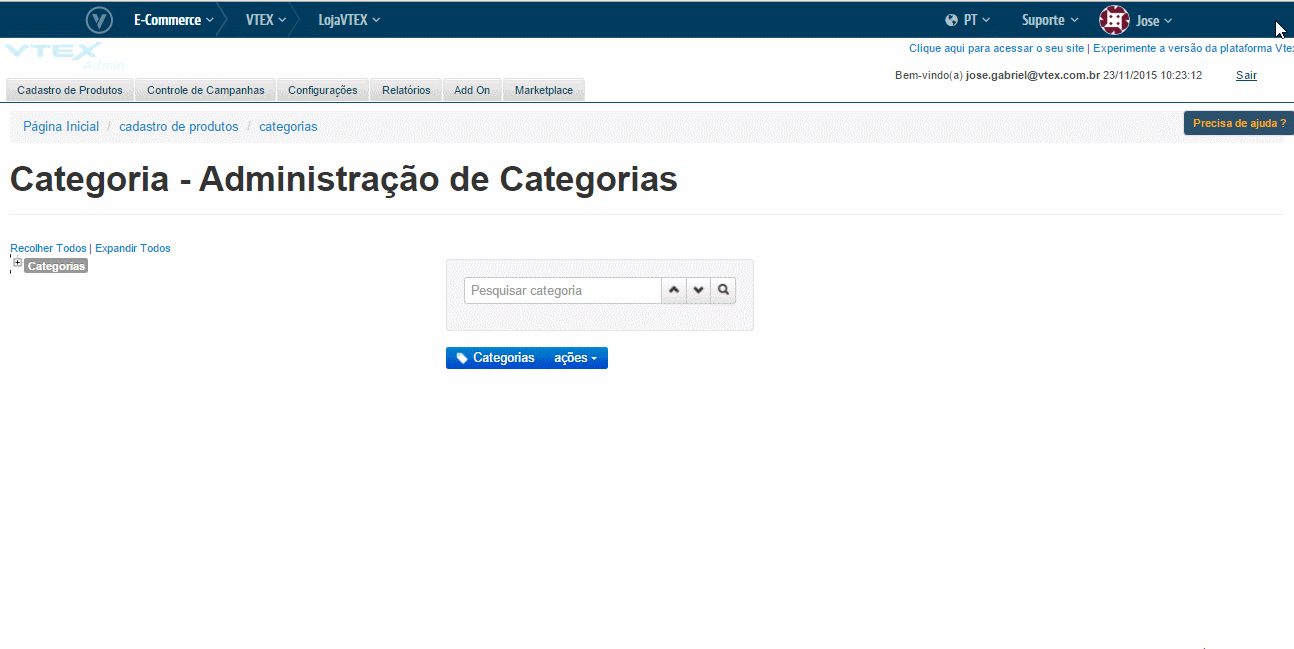 E-Commerce VTEX LojaVTEX PT Suporte Jose
VTEX
Admin
Clique aqui para acessar o seu site | Experimente a versão da plataforma
Bem-vindo(a) jose.gabriel@vtex.com.br 23/11/2015 10:23:12 Sair
Cadastro de Produtos Controle de Campanhas Configurações Relatórios Add On Marketplace
Página Inicial / cadastro de produtos / categorias
Precisa de ajuda ?
Categoria - Administração de Categorias
Recolher Todos | Expandir Todos
Categorias
Pesquisar categoria
Categorias ações